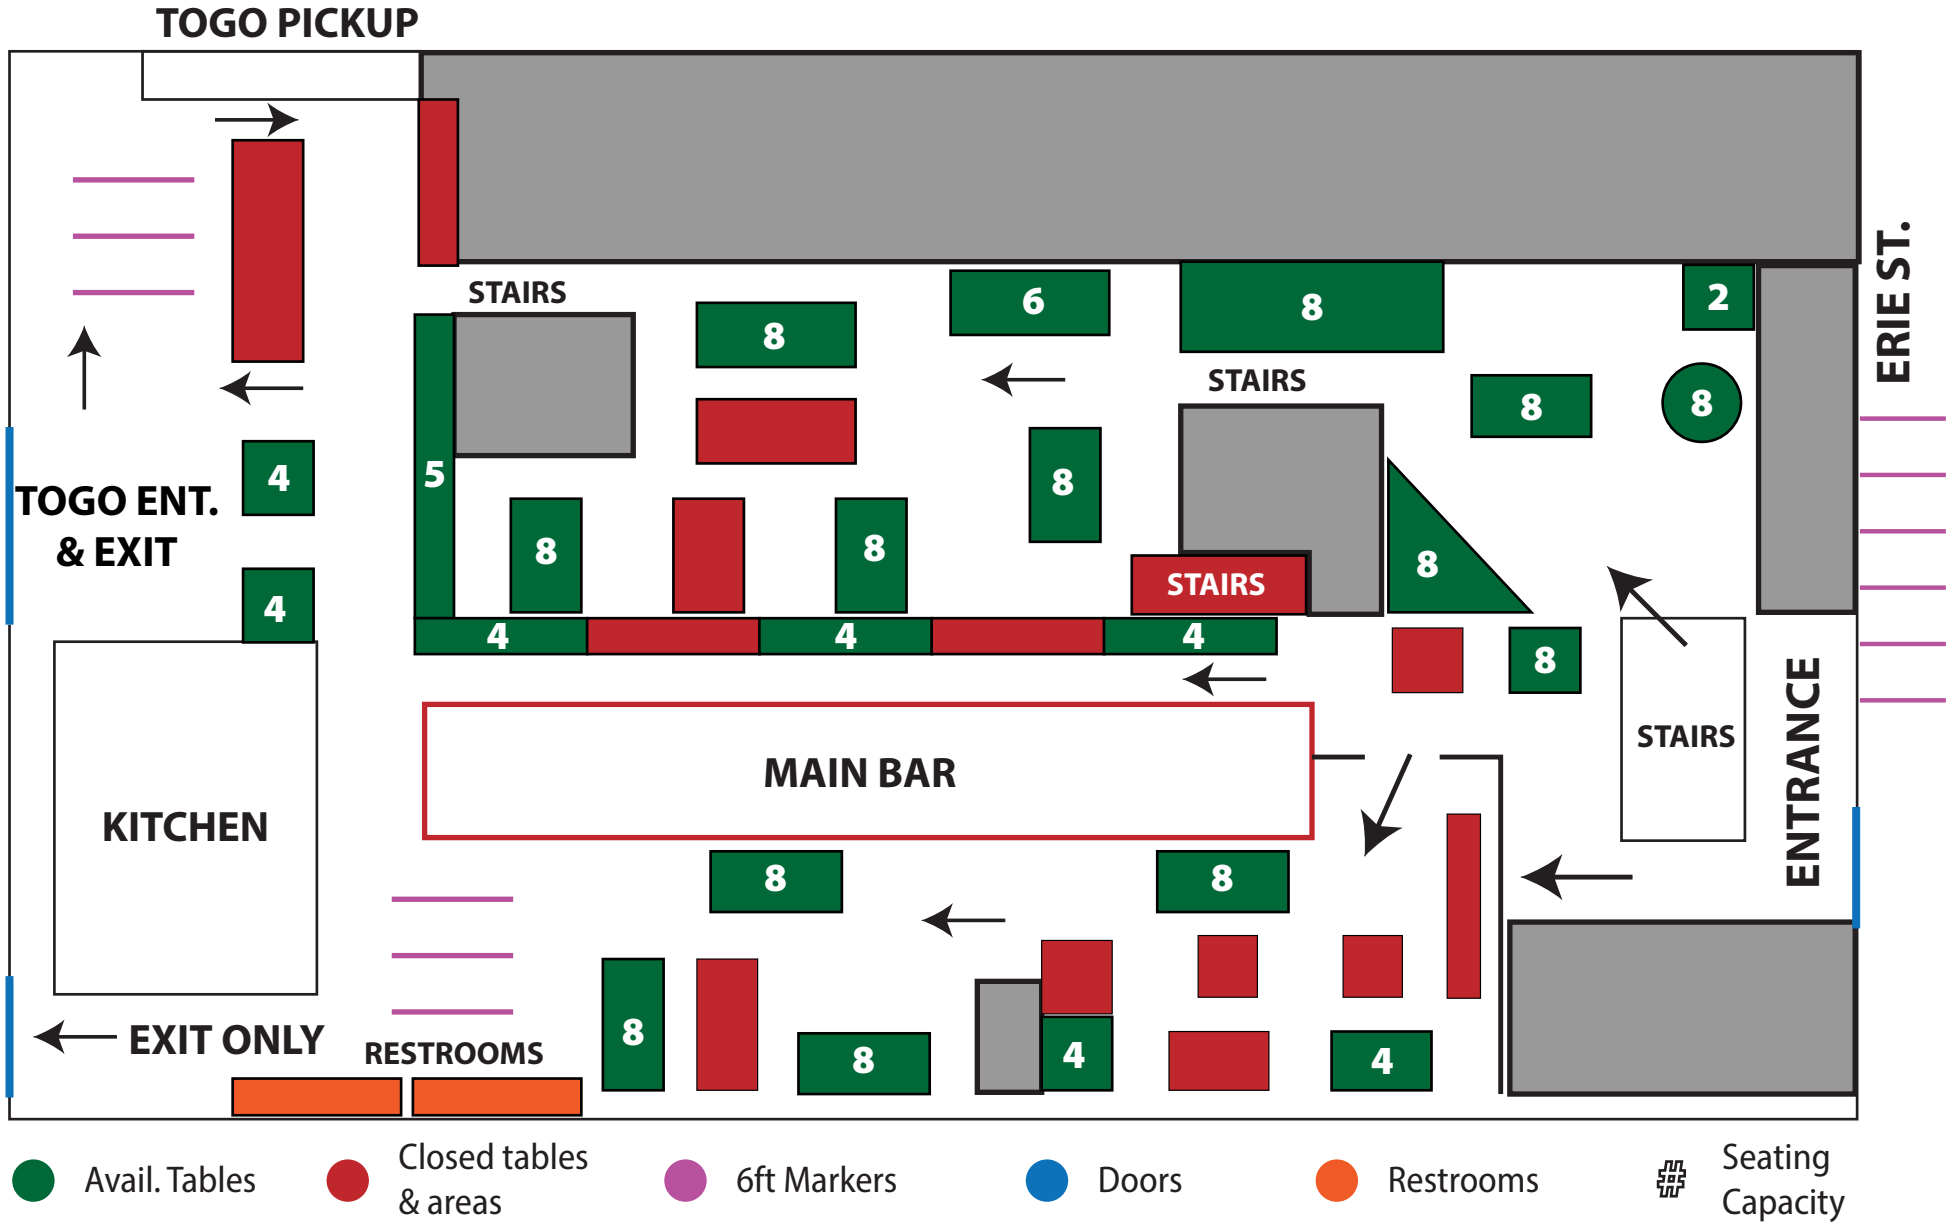 TOGO PICKUP
STAIRS
8
6
8
2
ERIE ST.
STAIRS
8
8
4
5
8
TOGO ENT.
& EXIT
8
8
8
STAIRS
4
4
4
4
8
STAIRS
MAIN BAR
KITCHEN
ENTRANCE
8
8
8
EXIT ONLY
RESTROOMS
8
4
4
Avail. Tables
Closed tables
& areas
6ft Markers
Doors
Restrooms
#
Seating
Capacity